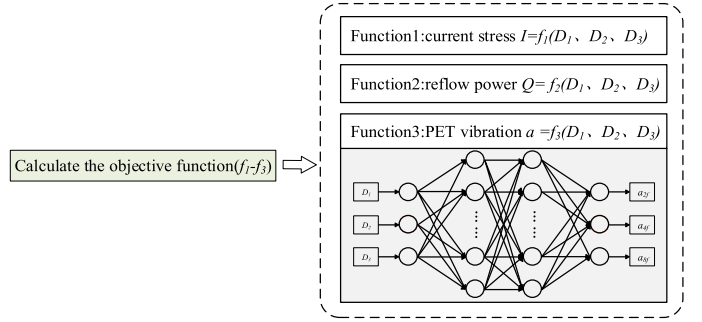 Function1:current stress I=f1(D1、D2、D3)
Function2:reflow power Q= f2(D1、D2、D3)
Function3:PET vibration a =f3(D1、D2、D3)
Calculate the objective function(f1-f3)
D1
a2f
D2
a4f
D3
a8f